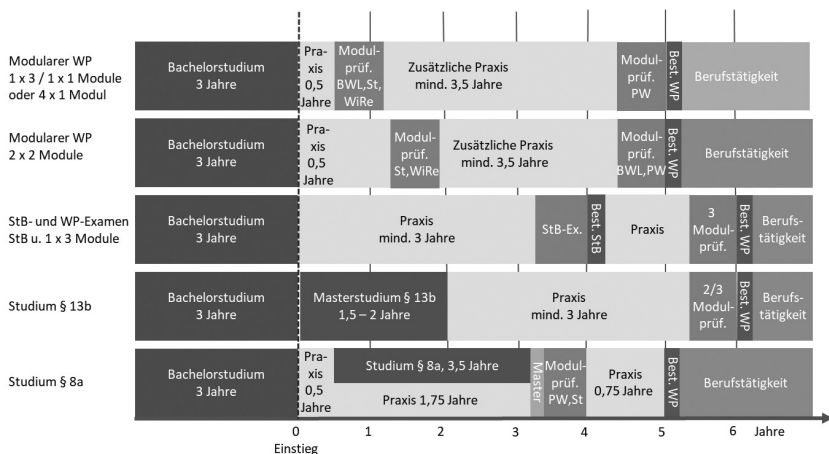 Modularer WP
1 x 3 / 1 x 1 Module
oder 4 x 1 Modul
Bachelorstudium
3 Jahre
Pra-
xis
0,5
Jahre
Modul-
prüf.
BWL,St,
WiRe
Zusätzliche Praxis
mind. 3,5 Jahre
Modul-
prüf.
PW
Best. WP
Berufstätigkeit
Modularer WP
2 x 2 Module
Bachelorstudium
3 Jahre
Pra-
xis
0,5
Jahre
Modul-
prüf.
St,WiRe
Zusätzliche Praxis
mind. 3,5 Jahre
Modul-
prüf.
BWL,PW
Best. WP
Berufstätigkeit
StB- und WP-Examen
StB u. 1 x 3 Module
Bachelorstudium
3 Jahre
Praxis
mind. 3 Jahre
StB-Ex.
Best. StB
Praxis
3
Modul-
prüf.
Best. WP
Berufs-
tätigkeit
Studium § 13b
Bachelorstudium
3 Jahre
Masterstudium § 13b
1,5 – 2 Jahre
Praxis
mind. 3 Jahre
2/3
Modul-
prüf.
Best. WP
Berufs-
tätigkeit
Studium § 8a
Bachelorstudium
3 Jahre
Pra-
xis
0,5
Jahre
Studium § 8a, 3,5 Jahre
Praxis 1,75 Jahre
Master
Modul-
prüf.
PW,St
Praxis
0,75 Jahre
Best. WP
Berufstätigkeit
0 1 2 3 4 5 6 Jahre
Einstieg